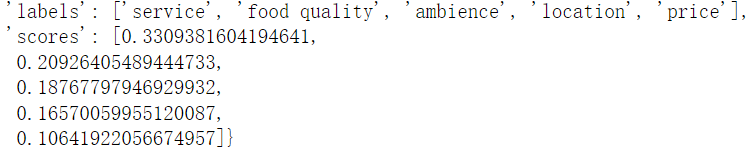 'labels': ['service', 'food quality', 'ambience', 'location', 'price'],
'scores': [0.3309381604194641,
0.20926405489444733,
0.18767797946929932,
0.16570059955120087,
0.10641922056674957]}